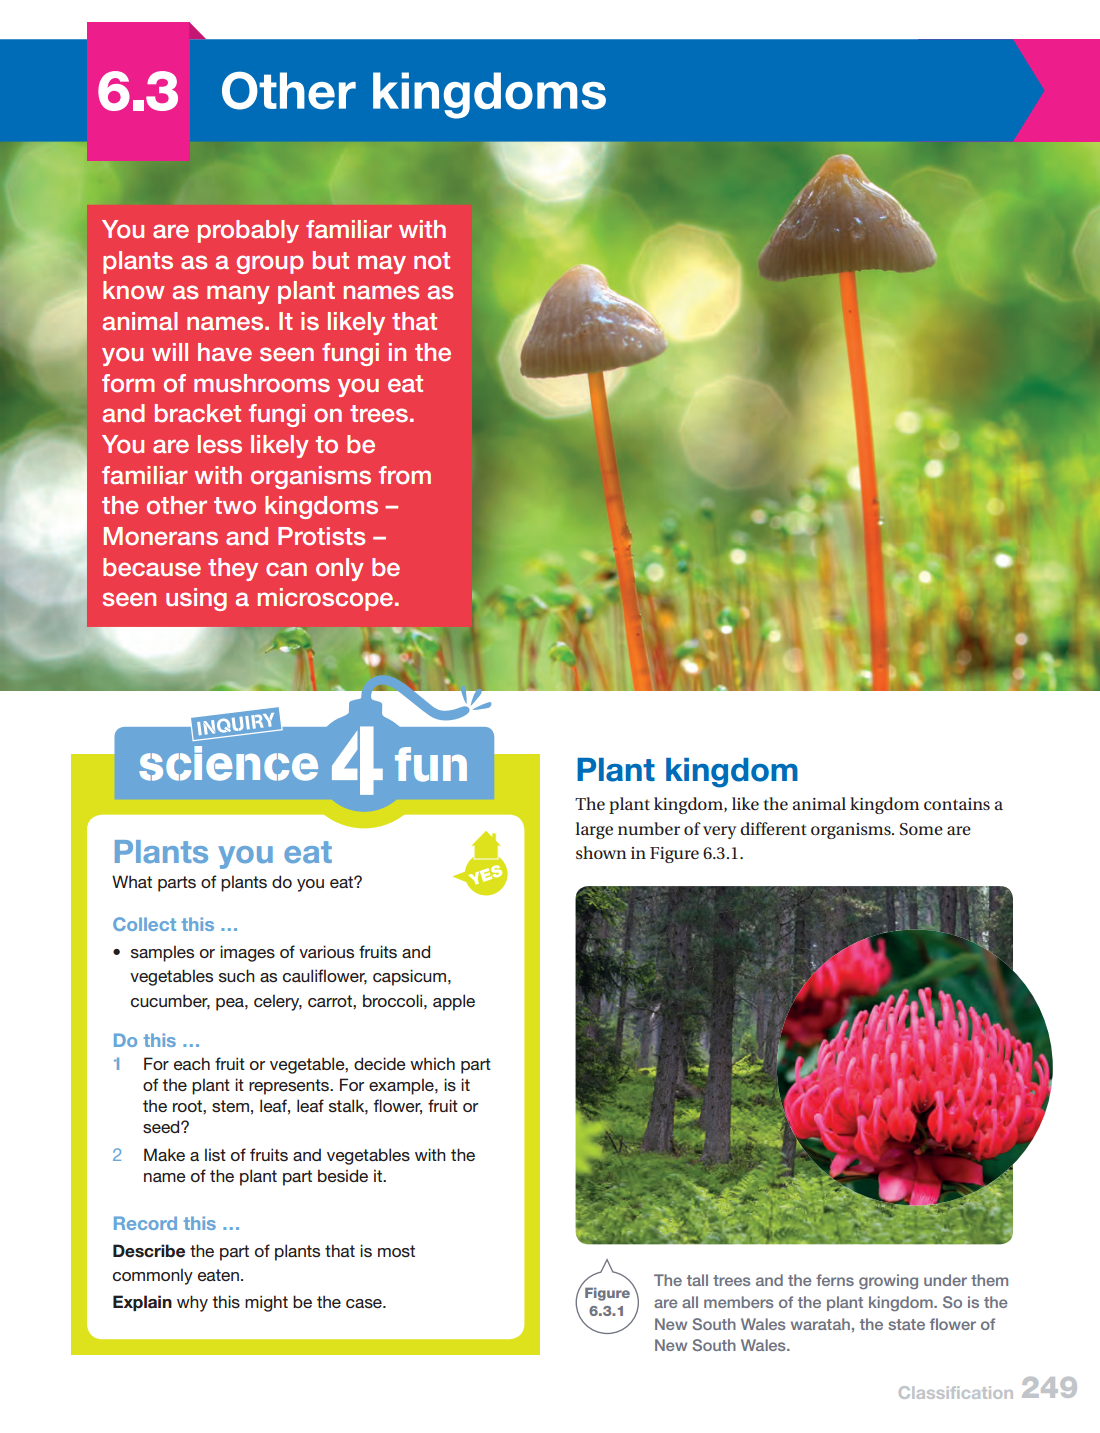 6.3
Other kingdoms
You are probably familiar with
plants as a group but may not
know as many plant names as
animal names. It is likely that
you will have seen fungi in the
form of mushrooms you eat
and bracket fungi on trees.
You are less likely to be
familiar with organisms from
the other two kingdoms –
Monerans and Protists –
because they can only be
seen using a microscope.
INQUIRY
science 4 fun
Plants you eat
YES
What parts of plants do you eat?
Collect this ...
• samples or images of various fruits and
vegetables such as cauliflower, capsicum,
cucumber, pea, celery, carrot, broccoli, apple
Do this ...
1 For each fruit or vegetable, decide which part
of the plant it represents. For example, is it
the root, stem, leaf, leaf stalk, flower, fruit or
seed?
2 Make a list of fruits and vegetables with the
name of the plant part beside it.
Record this ...
Describe the part of plants that is most
commonly eaten.
Explain why this might be the case.
Plant kingdom
The plant kingdom, like the animal kingdom contains a
large number of very different organisms. Some are
shown in Figure 6.3.1.
Figure
6.3.1
The tall trees and the ferns growing under them
are all members of the plant kingdom. So is the
New South Wales waratah, the state flower of
New South Wales.
Classification 249